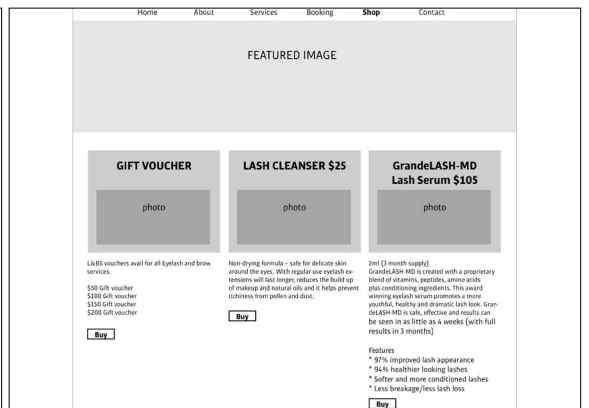 Home About Services Booking Shop Contact
FEATURED IMAGE
GIFT VOUCHER
photo
L&BS vouchers avail for all Eyelash and brow
services.
$50 Gift voucher
$100 Gift voucher
$150 Gift voucher
$200 Gift voucher
Buy
LASH CLEANSER $25
photo
Non-drying formula – safe for delicate skin
around the eyes. With regular use eyelash ex-
tensions will last longer, reduces the build up
of makeup and natural oils and it helps prevent
itchiness from pollen and dust.
Buy
GrandeLASH-MD
Lash Serum $105
photo
2ml (3 month supply)
GrandeLASH-MD is created with a proprietary
blend of vitamins, peptides, amino acids
plus conditioning ingredients. This award
winning eyelash serum promotes a more
youthful, healthy and dramatic lash look. Gran-
deLASH-MD is safe, effective and results can
be seen in as little as 4 weeks (with full
results in 3 months)
Features
* 97% improved lash appearance
* 94% healthier looking lashes
* Softer and more conditioned lashes
* Less breakage/less lash loss
Buy